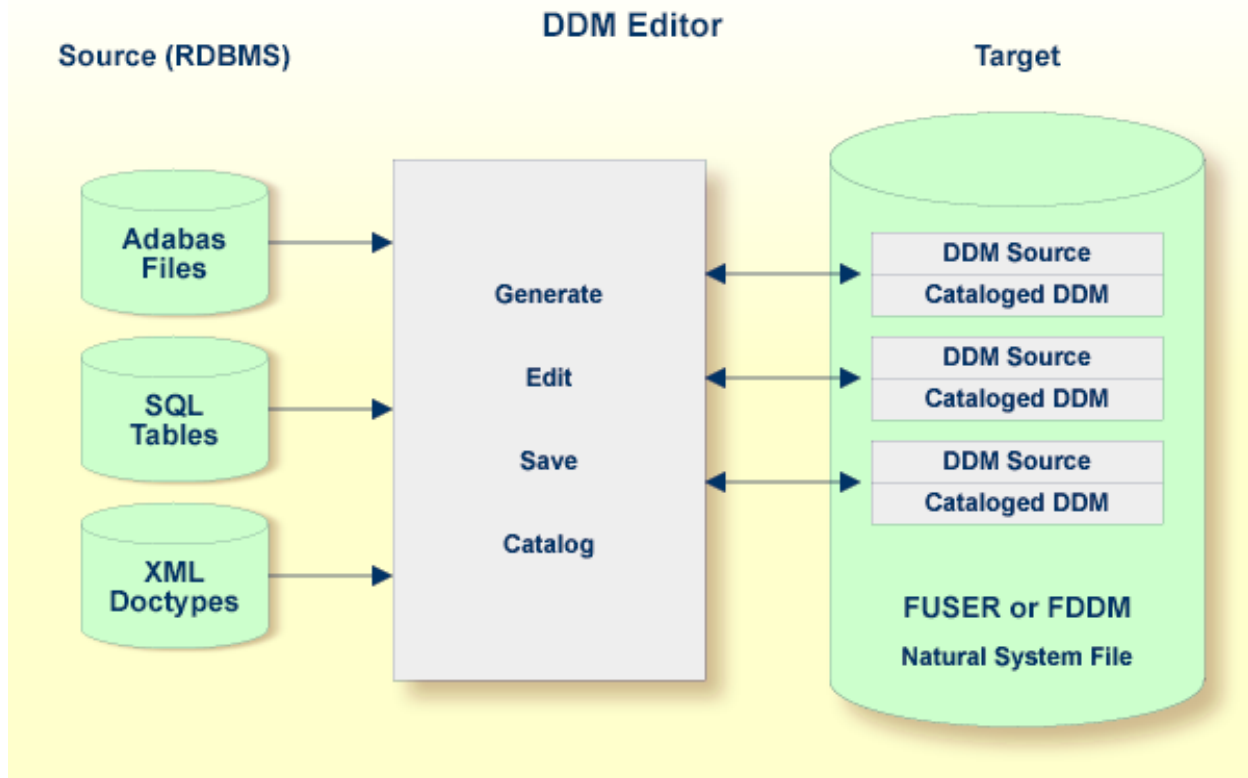 DDM Editor
Source (RDBMS)
Target
Adabas
Files
SQL
Tables
XML
Doctypes
Generate
Edit
Save
Catalog
DDM Source
Cataloged DDM
DDM Source
Cataloged DDM
DDM Source
Cataloged DDM
FUSER or FDDM
Natural System File